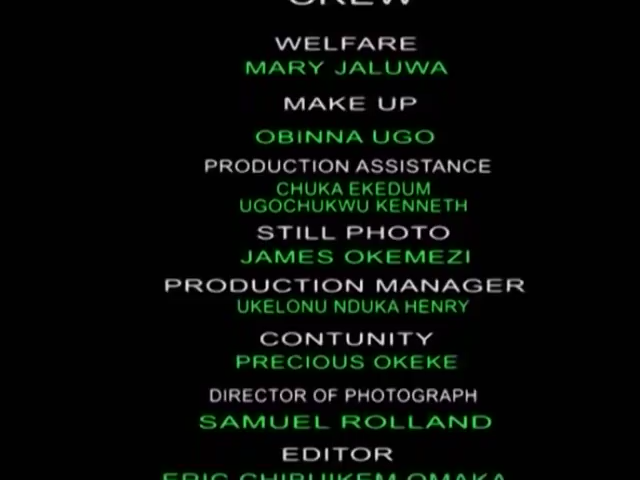 CREW
WELFARE
MARY JALUWA
MAKE UP
OBINNA UGO
PRODUCTION ASSISTANCE
CHUKA EKEDUM
UGOCHUKWU KENNETH
STILL PHOTO
JAMES OKEMEZI
PRODUCTION MANAGER
UKELONU NDUKA HENRY
CONTUNITY
PRECIOUS OKEKE
DIRECTOR OF PHOTOGRAPH
SAMUEL ROLLAND
EDITOR
ERIC CHIBUIKEM OMAKA